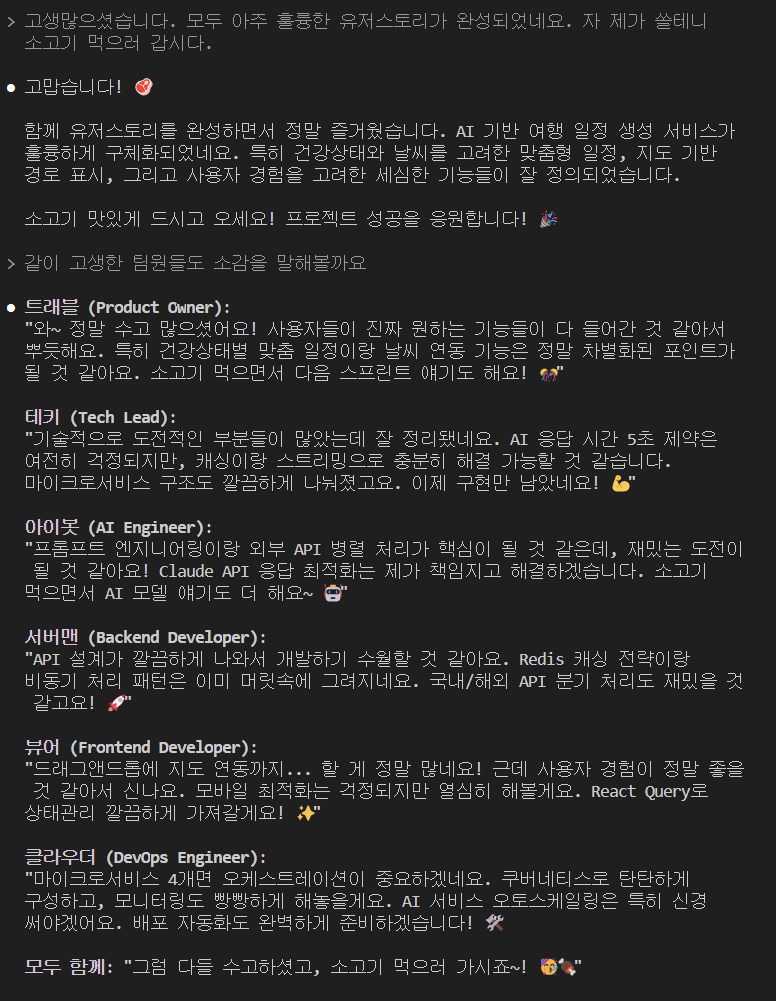 > 고생많으셨습니다. 모두 아주 훌륭한 유저스토리가 완성되었네요. 자 제가 쏠테니
소고기 먹으러 갑시다.
● 고맙습니다! 🥩
함께 유저스토리를 완성하면서 정말 즐거웠습니다. AI 기반 여행 일정 생성 서비스가
훌륭하게 구체화되었네요. 특히 건강상태와 날씨를 고려한 맞춤형 일정, 지도 기반
경로 표시, 그리고 사용자 경험을 고려한 세심한 기능들이 잘 정의되었습니다.
소고기 맛있게 드시고 오세요! 프로젝트 성공을 응원합니다! 🎉
> 같이 고생한 팀원들도 소감을 말해볼까요
● 트래블 (Product Owner):
"와~ 정말 수고 많으셨어요! 사용자들이 진짜 원하는 기능들이 다 들어간 것 같아서
뿌듯해요. 특히 건강상태별 맞춤 일정이랑 날씨 연동 기능은 정말 차별화된 포인트가
될 것 같아요. 소고기 먹으면서 다음 스프린트 얘기도 해요! 🎊"
테키 (Tech Lead):
"기술적으로 도전적인 부분들이 많았는데 잘 정리됐네요. AI 응답 시간 5초 제약은
여전히 걱정되지만, 캐싱이랑 스트리밍으로 충분히 해결 가능할 것 같습니다.
마이크로서비스 구조도 깔끔하게 나눠졌고요. 이제 구현만 남았네요! 💪"
아이봇 (AI Engineer):
"프롬프트 엔지니어링이랑 외부 API 병렬 처리가 핵심이 될 것 같은데, 재밌는 도전이
될 것 같아요! Claude API 응답 최적화는 제가 책임지고 해결하겠습니다. 소고기
먹으면서 AI 모델 얘기도 더 해요~ 🤖"
서버맨 (Backend Developer):
"API 설계가 깔끔하게 나와서 개발하기 수월할 것 같아요. Redis 캐싱 전략이랑
비동기 처리 패턴은 이미 머릿속에 그려지네요. 국내/해외 API 분기 처리도 재밌을 것
같고요! 🚀"
뷰어 (Frontend Developer):
"드래그앤드롭에 지도 연동까지... 할 게 정말 많네요! 근데 사용자 경험이 정말 좋을
것 같아서 신나요. 모바일 최적화는 걱정되지만 열심히 해볼게요. React Query로
상태관리 깔끔하게 가져갈게요! ✨"
클라우더 (DevOps Engineer):
"마이크로서비스 4개면 오케스트레이션이 중요하겠네요. 쿠버네티스로 탄탄하게
구성하고, 모니터링도 빵빵하게 해놓을게요. AI 서비스 오토스케일링은 특히 신경
써야겠어요. 배포 자동화도 완벽하게 준비하겠습니다! 🛠️"
모두 함께: "그럼 다들 수고하셨고, 소고기 먹으러 가시죠~! 🥳🍖"